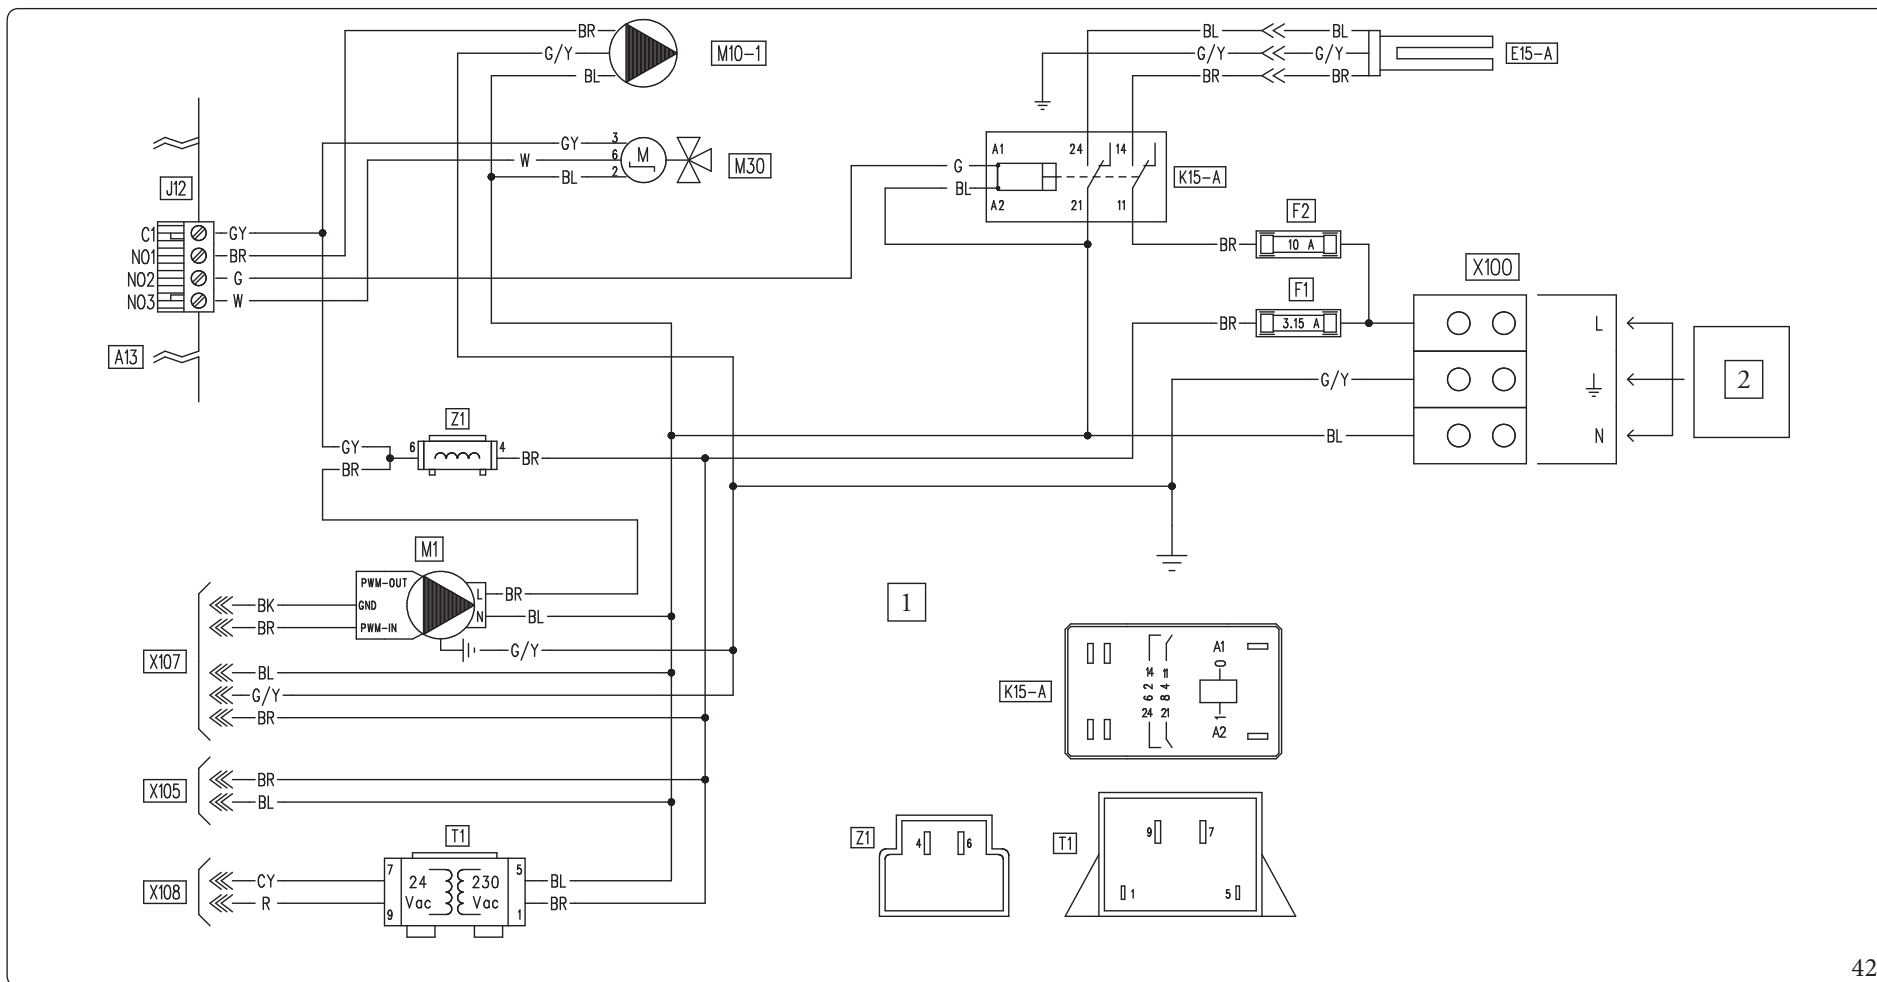 BR
G/Y
BL
M10-1
BL
BL
G/Y
G/Y
BR
BR
E15-A
GY
3
W
6
M
BL
2
M30
J12
G
A1
24
14
BL
A2
21
11
K15-A
C1
GY
NO1
BR
NO2
G
NO3
W
A13
F2
BR
10 A
F1
BR
3.15 A
X100
L
G/Y
2
BL
N
Z1
GY
6
4
BR
BR
M1
PWM-OUT
BK
GND
L
BR
BR
PWM-IN
N
BL
G/Y
X107
BL
G/Y
BR
X105
BR
BL
T1
X108
CY
7
24
Vac
230
Vac
5
BL
R
9
1
BR
1
K15-A
14 11
2 4
6 8
24 21
A1
0
1
A2
Z1
4
6
T1
9
7
1
5
42